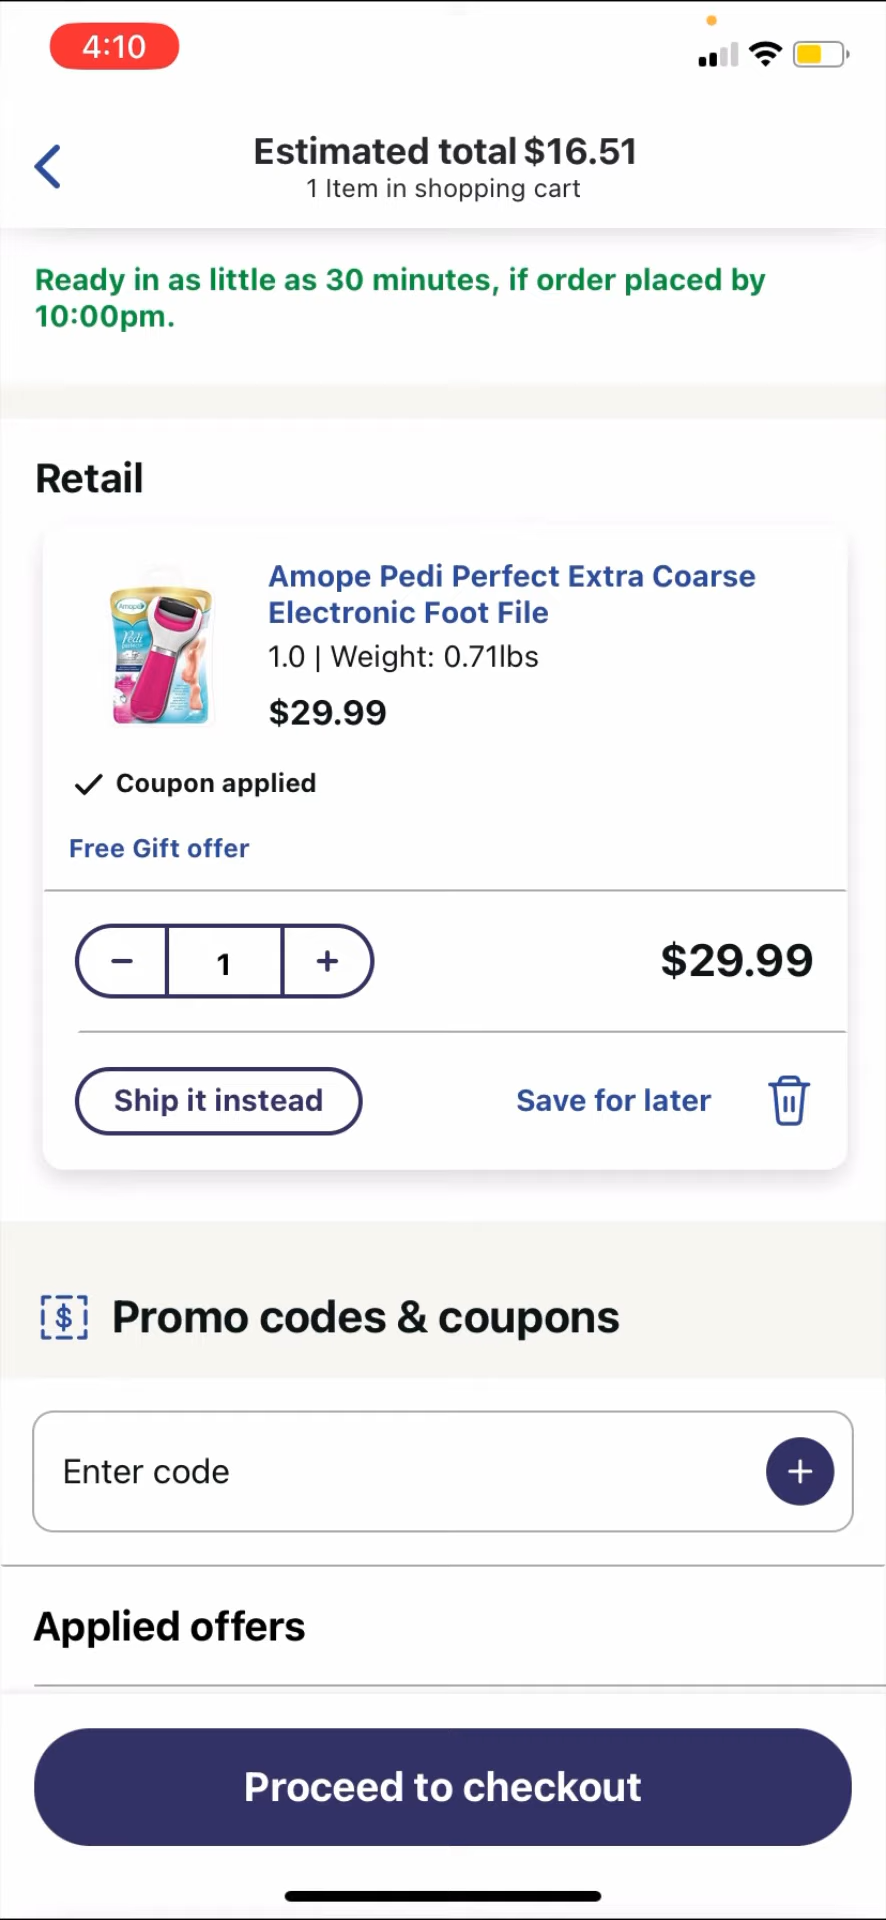 4:10
Estimated total $16.51
1 Item in shopping cart
Ready in as little as 30 minutes, if order placed by
10:00pm.
Retail
Amope Pedi Perfect Extra Coarse
Electronic Foot File
1.0 | Weight: 0.71lbs
$29.99
Amope
Pedi
Coupon applied
Free Gift offer
− 1 +
$29.99
Ship it instead
Save for later
$ Promo codes & coupons
Enter code
+
Applied offers
Proceed to checkout